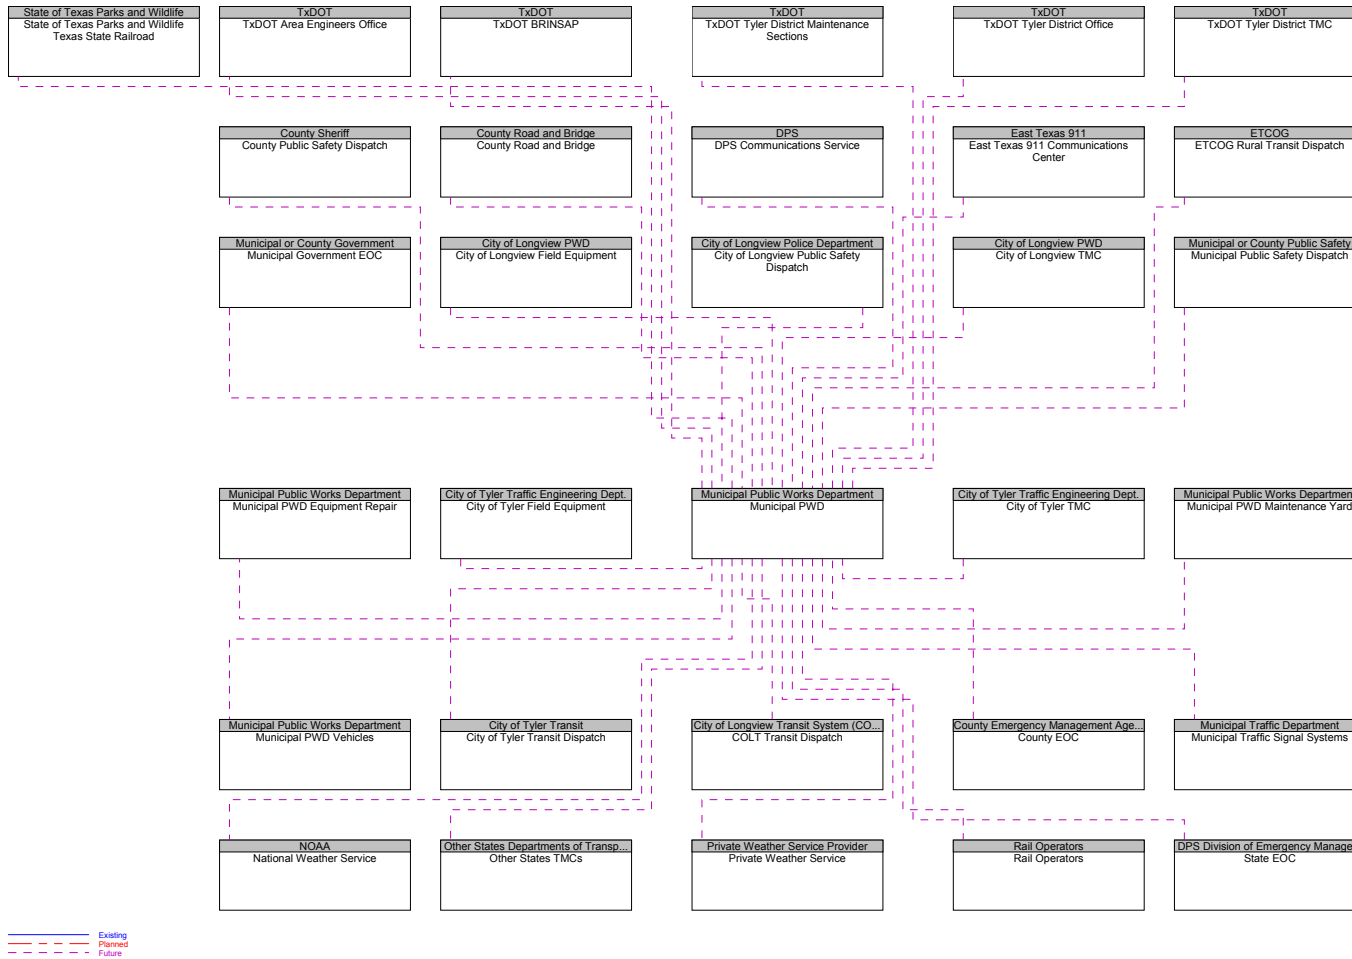 State of Texas Parks and Wildlife
State of Texas Parks and Wildlife
Texas State Railroad
TxDOT
TxDOT Area Engineers Office
TxDOT
TxDOT BRINSAP
TxDOT
TxDOT Tyler District Maintenance
Sections
TxDOT
TxDOT Tyler District Office
TxDOT
TxDOT Tyler District TMC
County Sheriff
County Public Safety Dispatch
County Road and Bridge
County Road and Bridge
DPS
DPS Communications Service
East Texas 911
East Texas 911 Communications
Center
ETCOG
ETCOG Rural Transit Dispatch
Municipal or County Government
Municipal Government EOC
City of Longview PWD
City of Longview Field Equipment
City of Longview Police Department
City of Longview Public Safety
Dispatch
City of Longview PWD
City of Longview TMC
Municipal or County Public Safety
Municipal Public Safety Dispatch
Municipal Public Works Department
Municipal PWD Equipment Repair
City of Tyler Traffic Engineering Dept.
City of Tyler Field Equipment
Municipal Public Works Department
Municipal PWD
City of Tyler Traffic Engineering Dept.
City of Tyler TMC
Municipal Public Works Departmen
Municipal PWD Maintenance Yard
Municipal Public Works Department
Municipal PWD Vehicles
City of Tyler Transit
City of Tyler Transit Dispatch
City of Longview Transit System (CO...
COLT Transit Dispatch
County Emergency Management Age...
County EOC
Municipal Traffic Department
Municipal Traffic Signal Systems
NOAA
National Weather Service
Other States Departments of Transp...
Other States TMCs
Private Weather Service Provider
Private Weather Service
Rail Operators
Rail Operators
DPS Division of Emergency Manage
State EOC
Existing
Planned
Future